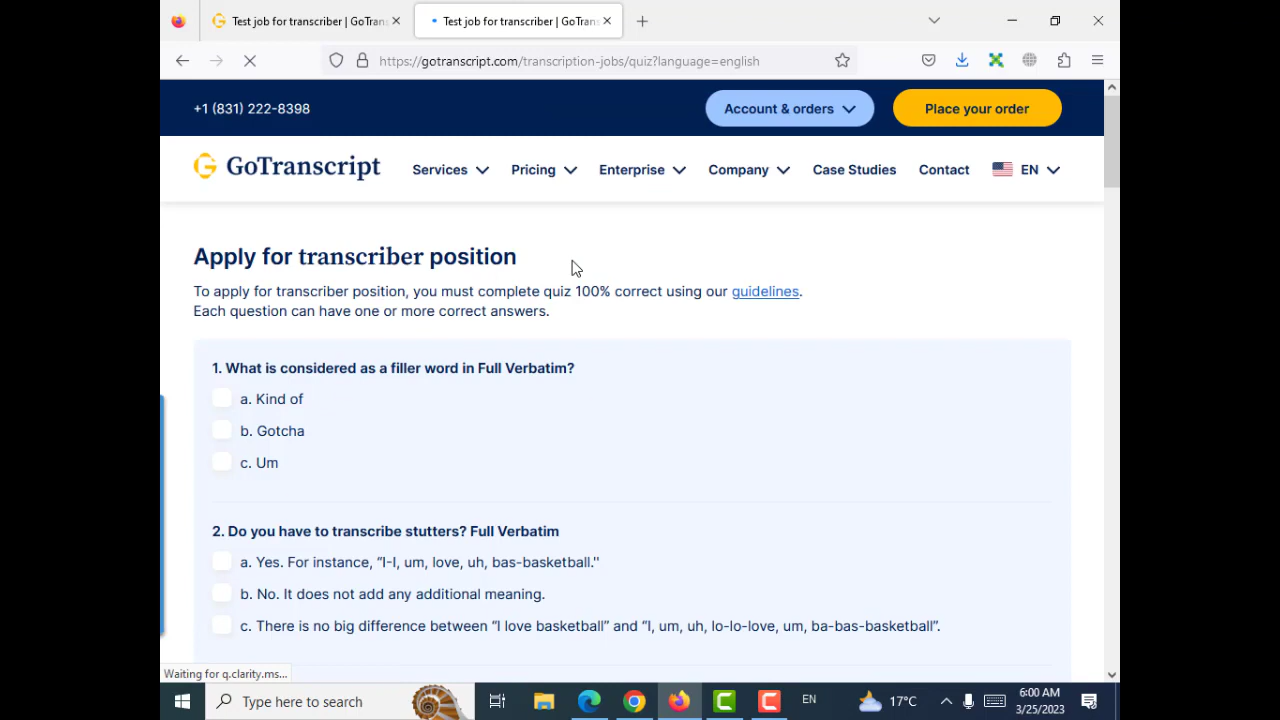 Test job for transcriber | GoTrans
Test job for transcriber | GoTrans
https://gotranscript.com/transcription-jobs/quiz?language=english
+1 (831) 222-8398
Account & orders
Place your order
GoTranscript
Services
Pricing
Enterprise
Company
Case Studies
Contact
EN
Apply for transcriber position
To apply for transcriber position, you must complete quiz 100% correct using our guidelines.
Each question can have one or more correct answers.
1. What is considered as a filler word in Full Verbatim?
a. Kind of
b. Gotcha
c. Um
2. Do you have to transcribe stutters? Full Verbatim
a. Yes. For instance, “I-I, um, love, uh, bas-basketball."
b. No. It does not add any additional meaning.
c. There is no big difference between “I love basketball” and “I, um, uh, lo-lo-love, um, ba-bas-basketball”.
Waiting for q.clarity.ms...
Type here to search
EN
17°C
6:00 AM
3/25/2023